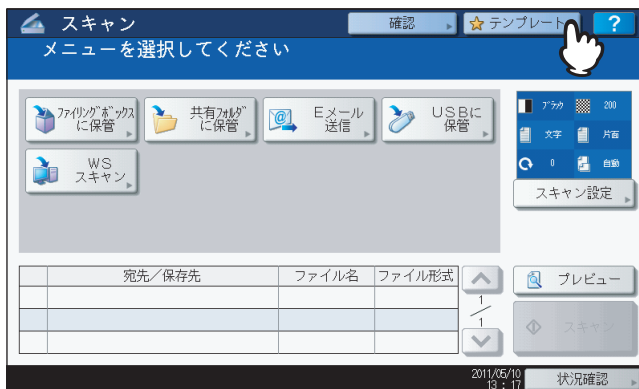 スキャン
確認
テンプレート
?
メニューを選択してください
ファイリングボックス
に保管
共有フォルダ
に保管
Eメール
送信
USBに
保管
WS
スキャン
ブラック
200
文字
片面
0
自動
スキャン設定
宛先／保存先
ファイル名
ファイル形式
1
1
プレビュー
スキャン
2011/05/10
13 : 17
状況確認